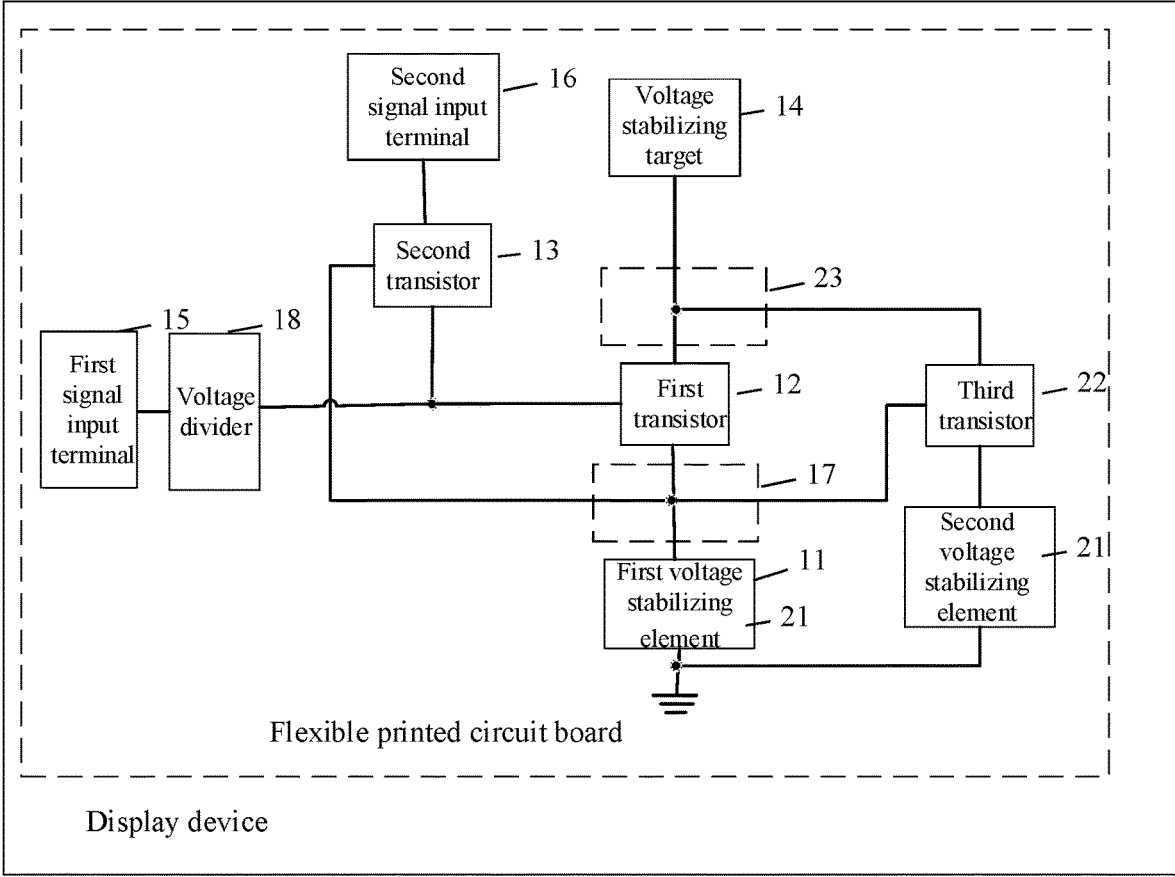 Second
signal input
terminal
16
Voltage
stabilizing
target
14
Second
transistor
13
23
15
18
First
signal
input
terminal
Voltage
divider
First
transistor
12
Third
transistor
22
17
First voltage
stabilizing
element
11
21
Second
voltage
stabilizing
element
21
Flexible printed circuit board
Display device